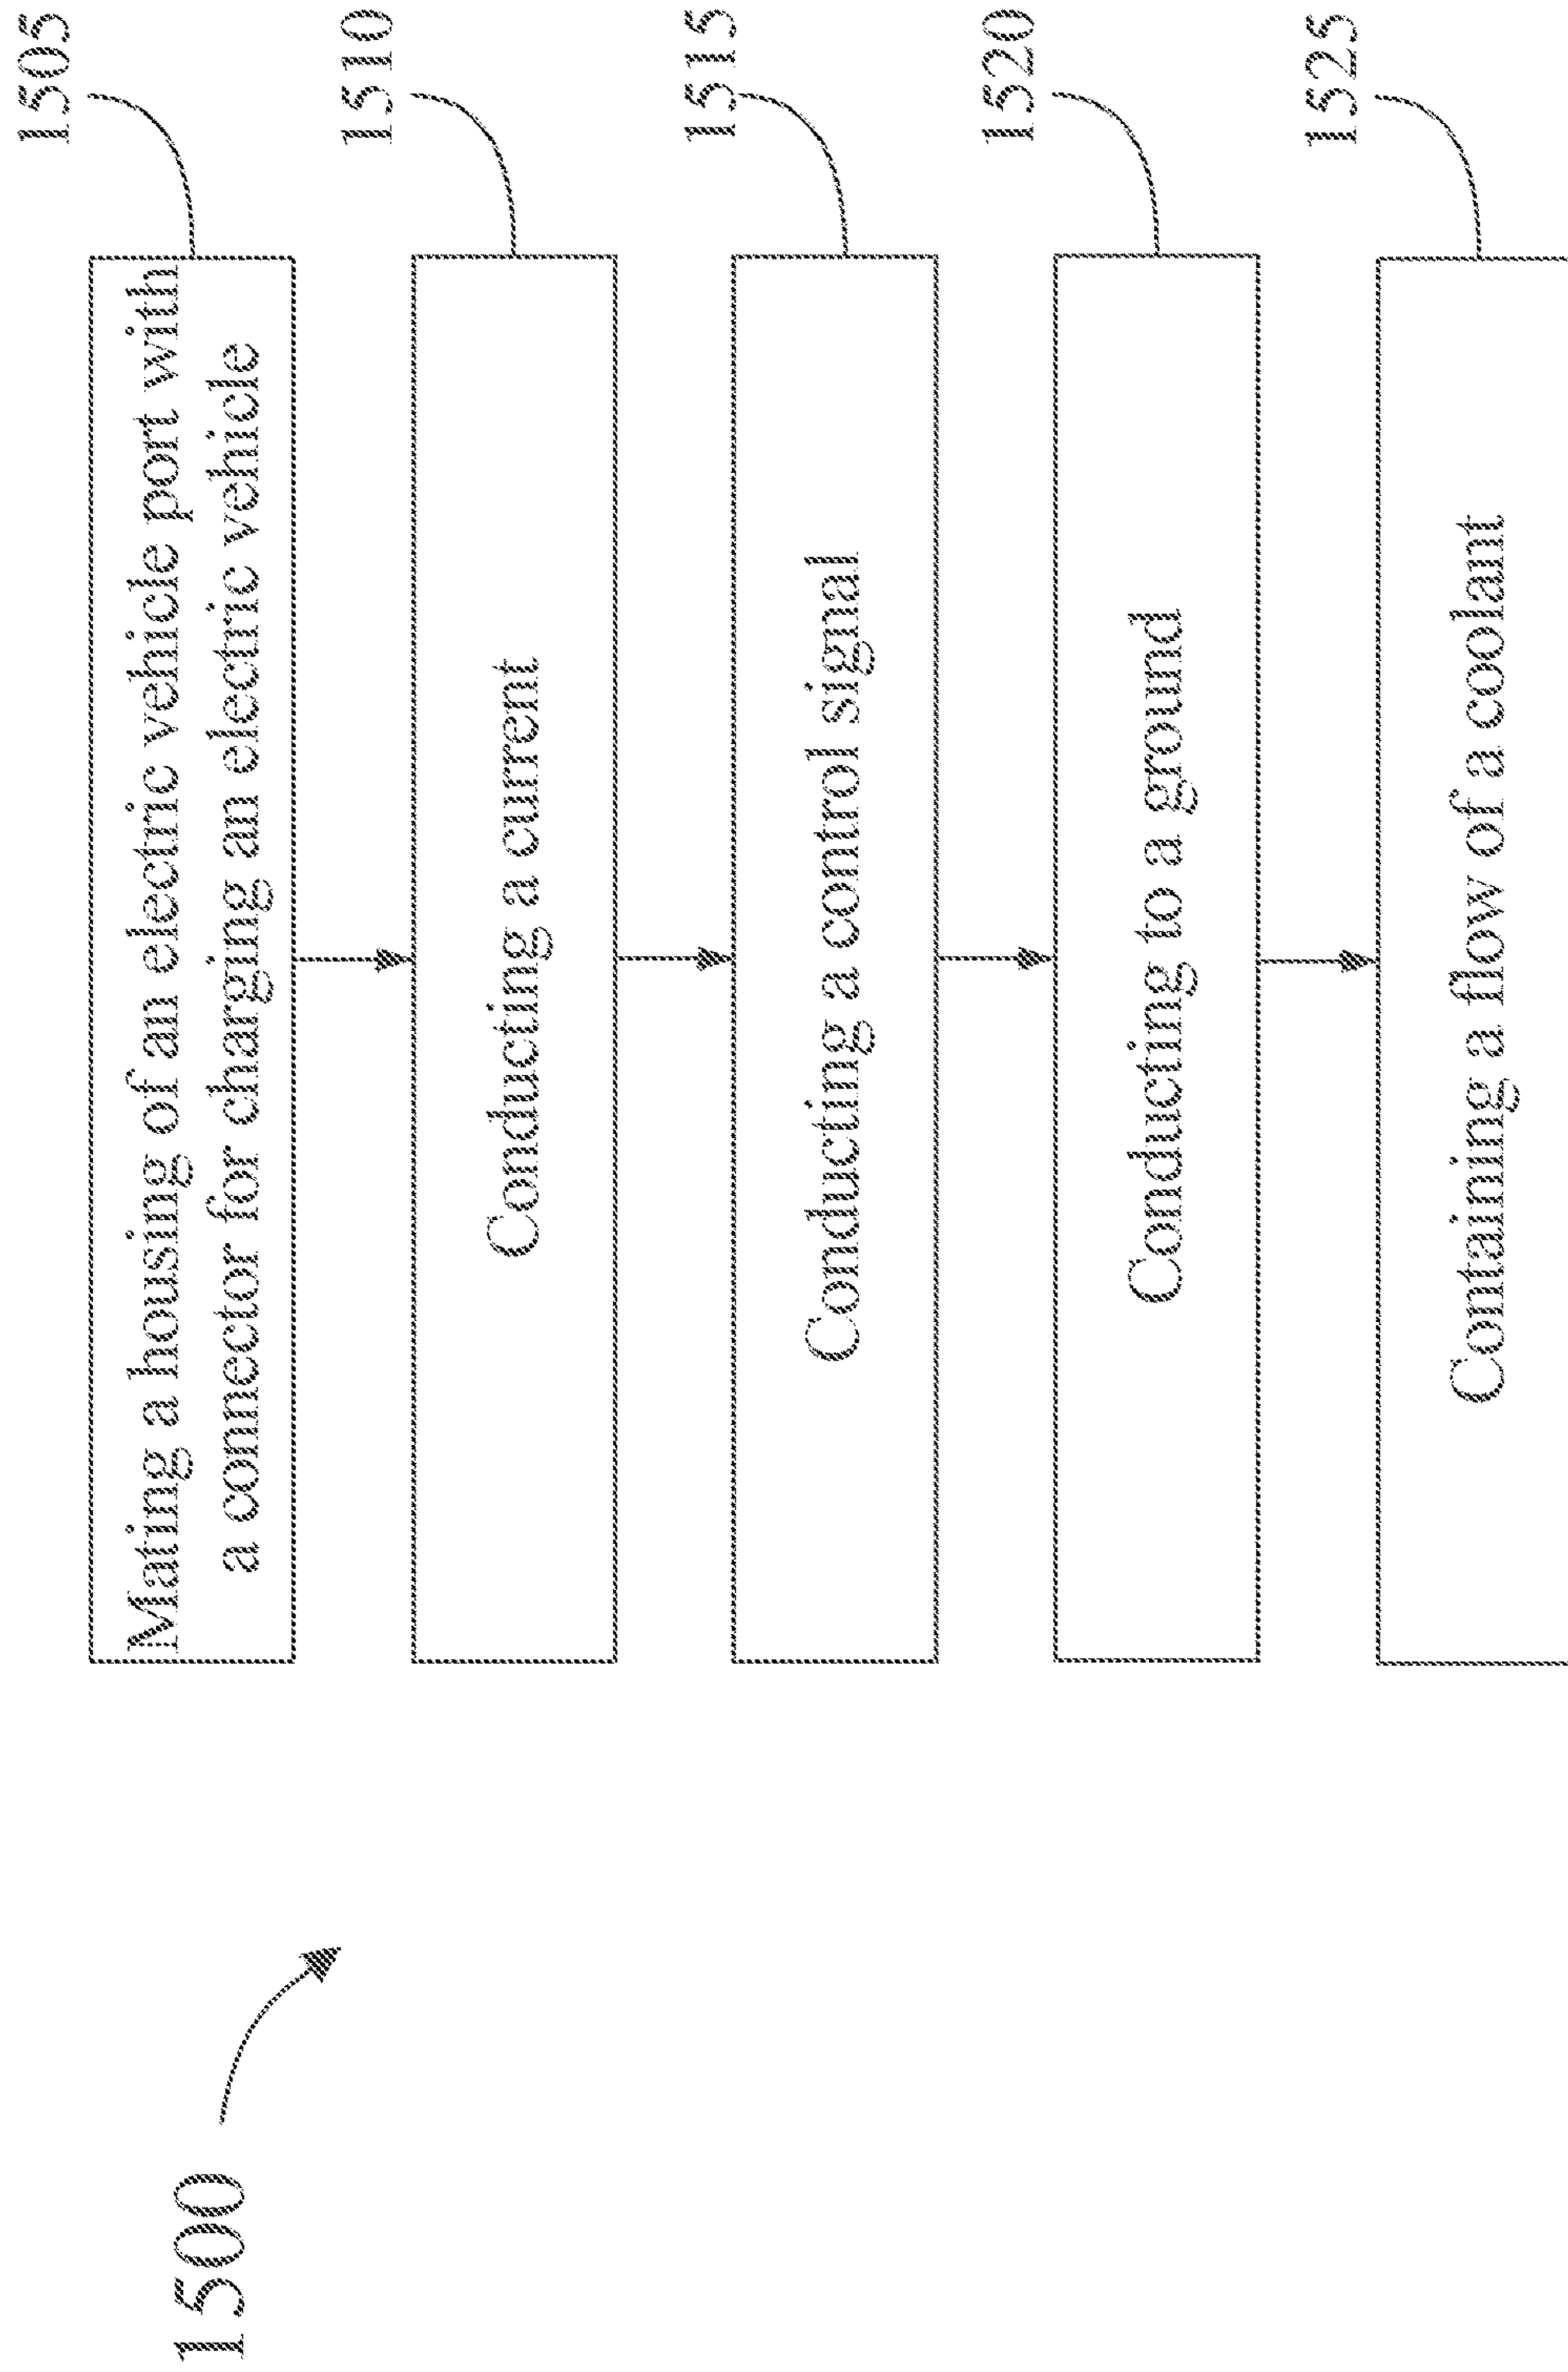 1500
1505
Mating a housing of an electric vehicle port with
a connector for charging an electric vehicle
1510
Conducting a current
1515
Conducting a control signal
1520
Conducting to a ground
1525
Containing a flow of a coolant